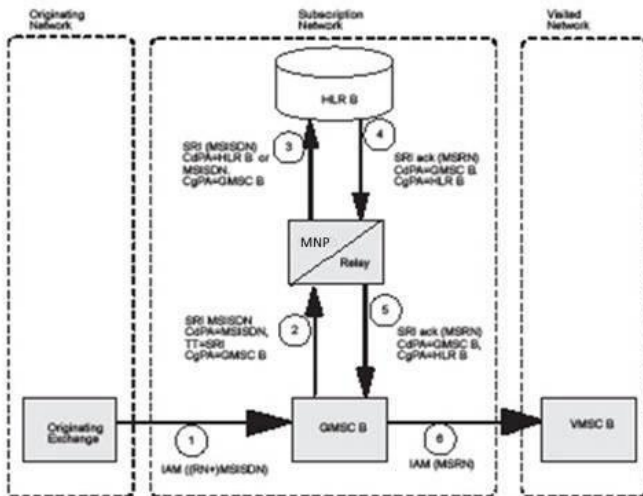 Originating
Network
Subscription
Network
Visited
Network
HLR B
3
4
SRI (MSISDN)
CdPA=HLR B or
MSISDN,
CgPA=GMSC B
SRI ack (MSRN)
CdPA=GMSC B,
CgPA=HLR B
MNP
Relay
2
5
SRI MSISDN
CdPA=MSISDN,
TT=SRI
CgPA=GMSC B
SRI ack (MSRN)
CdPA=GMSC B,
CgPA=HLR B
Originating
Exchange
1
GMSC B
6
VMSC B
IAM ((RN+)MSISDN)
IAM (MSRN)